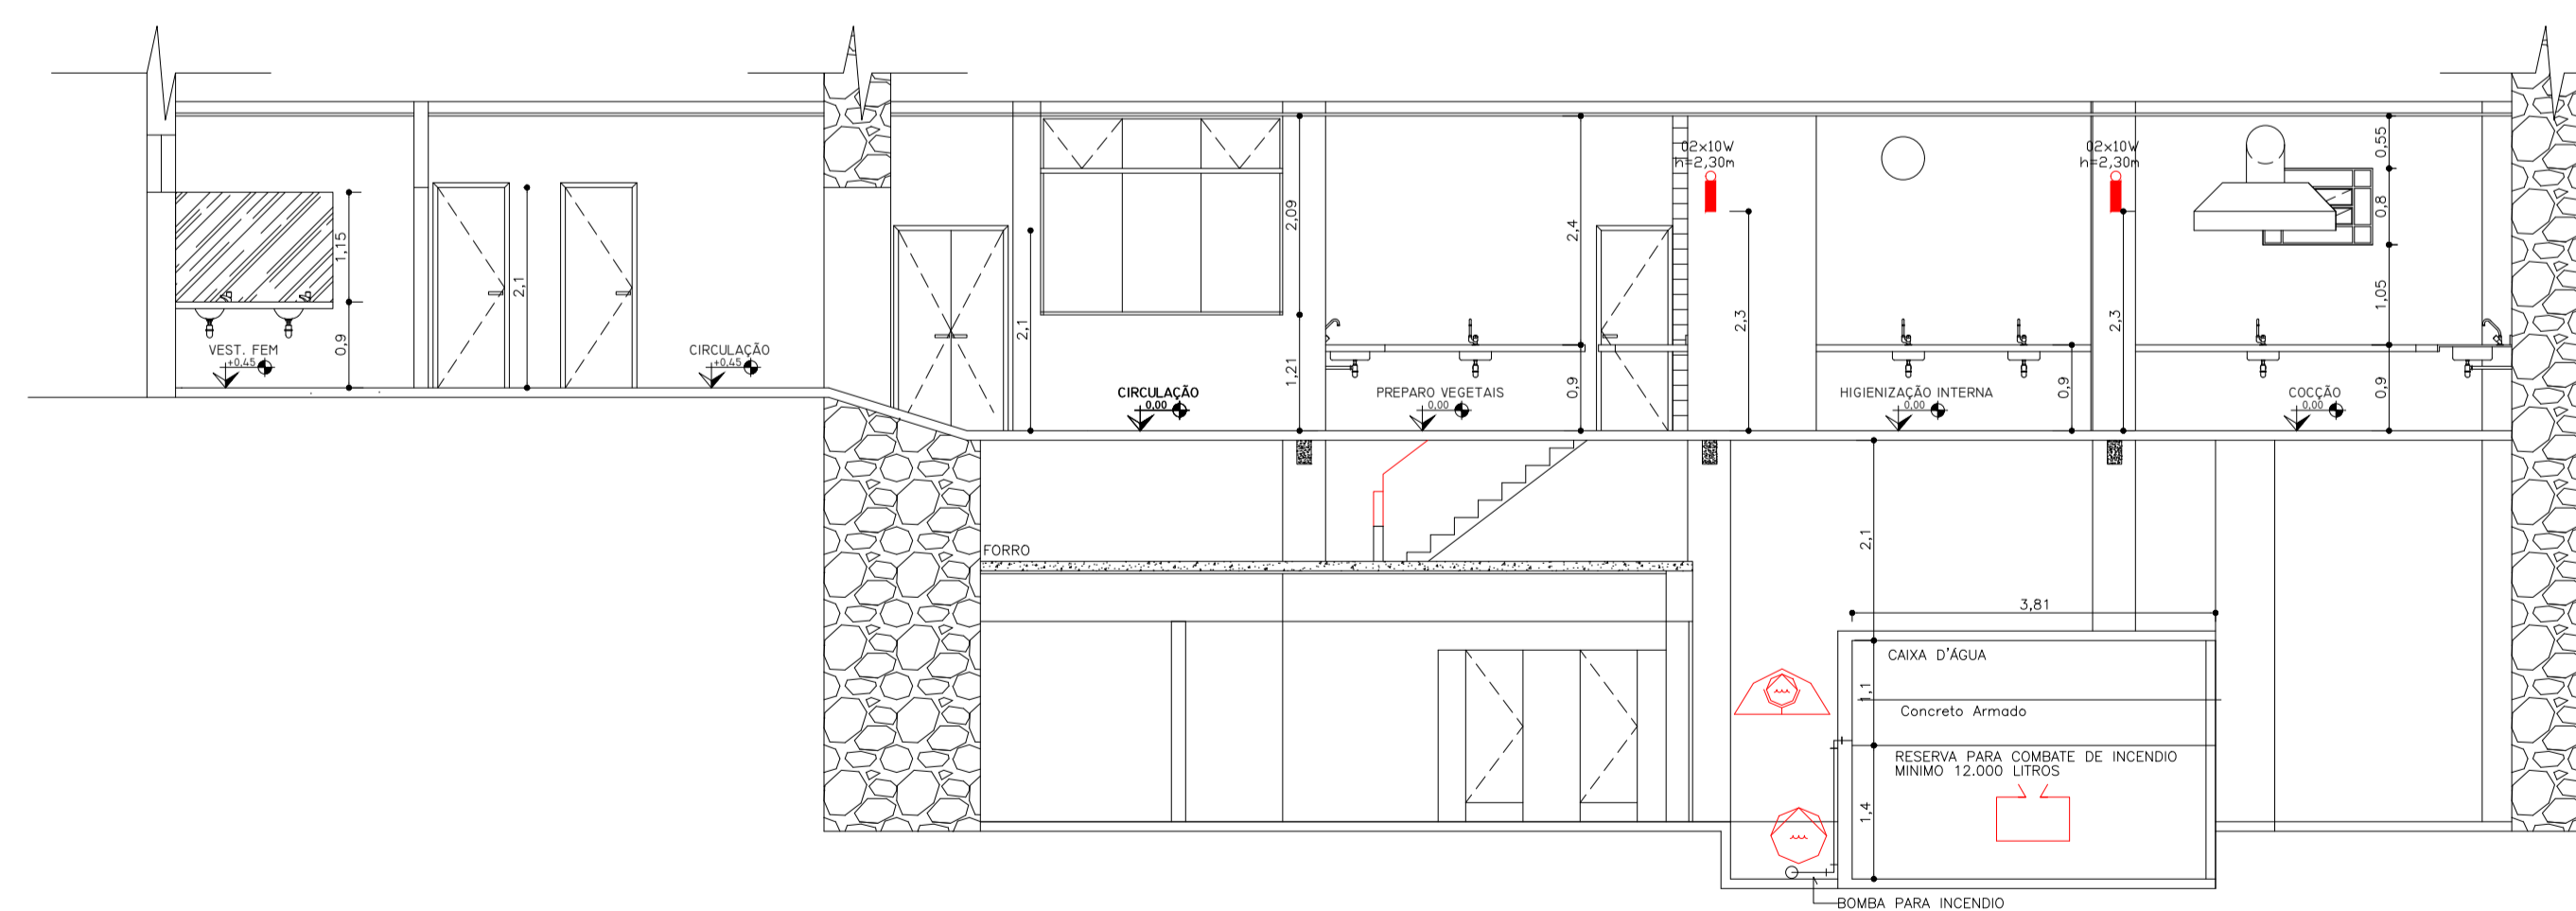 02x10W
h=2,30m
02x10W
h=2,30m
0,55
0,8
1,05
0,9
1,15
0,9
2,1
2,1
2,09
1,21
2,4
0,9
2,3
0,9
2,3
VEST. FEM
+0,45
CIRCULAÇÃO
+0,45
CIRCULAÇÃO
0,00
PREPARO VEGETAIS
0,00
HIGIENIZAÇÃO INTERNA
0,00
COCÇÃO
0,00
FORRO
2,1
3,81
CAIXA D'ÁGUA
1,1
Concreto Armado
RESERVA PARA COMBATE DE INCENDIO
MINIMO 12.000 LITROS
1,4
BOMBA PARA INCENDIO